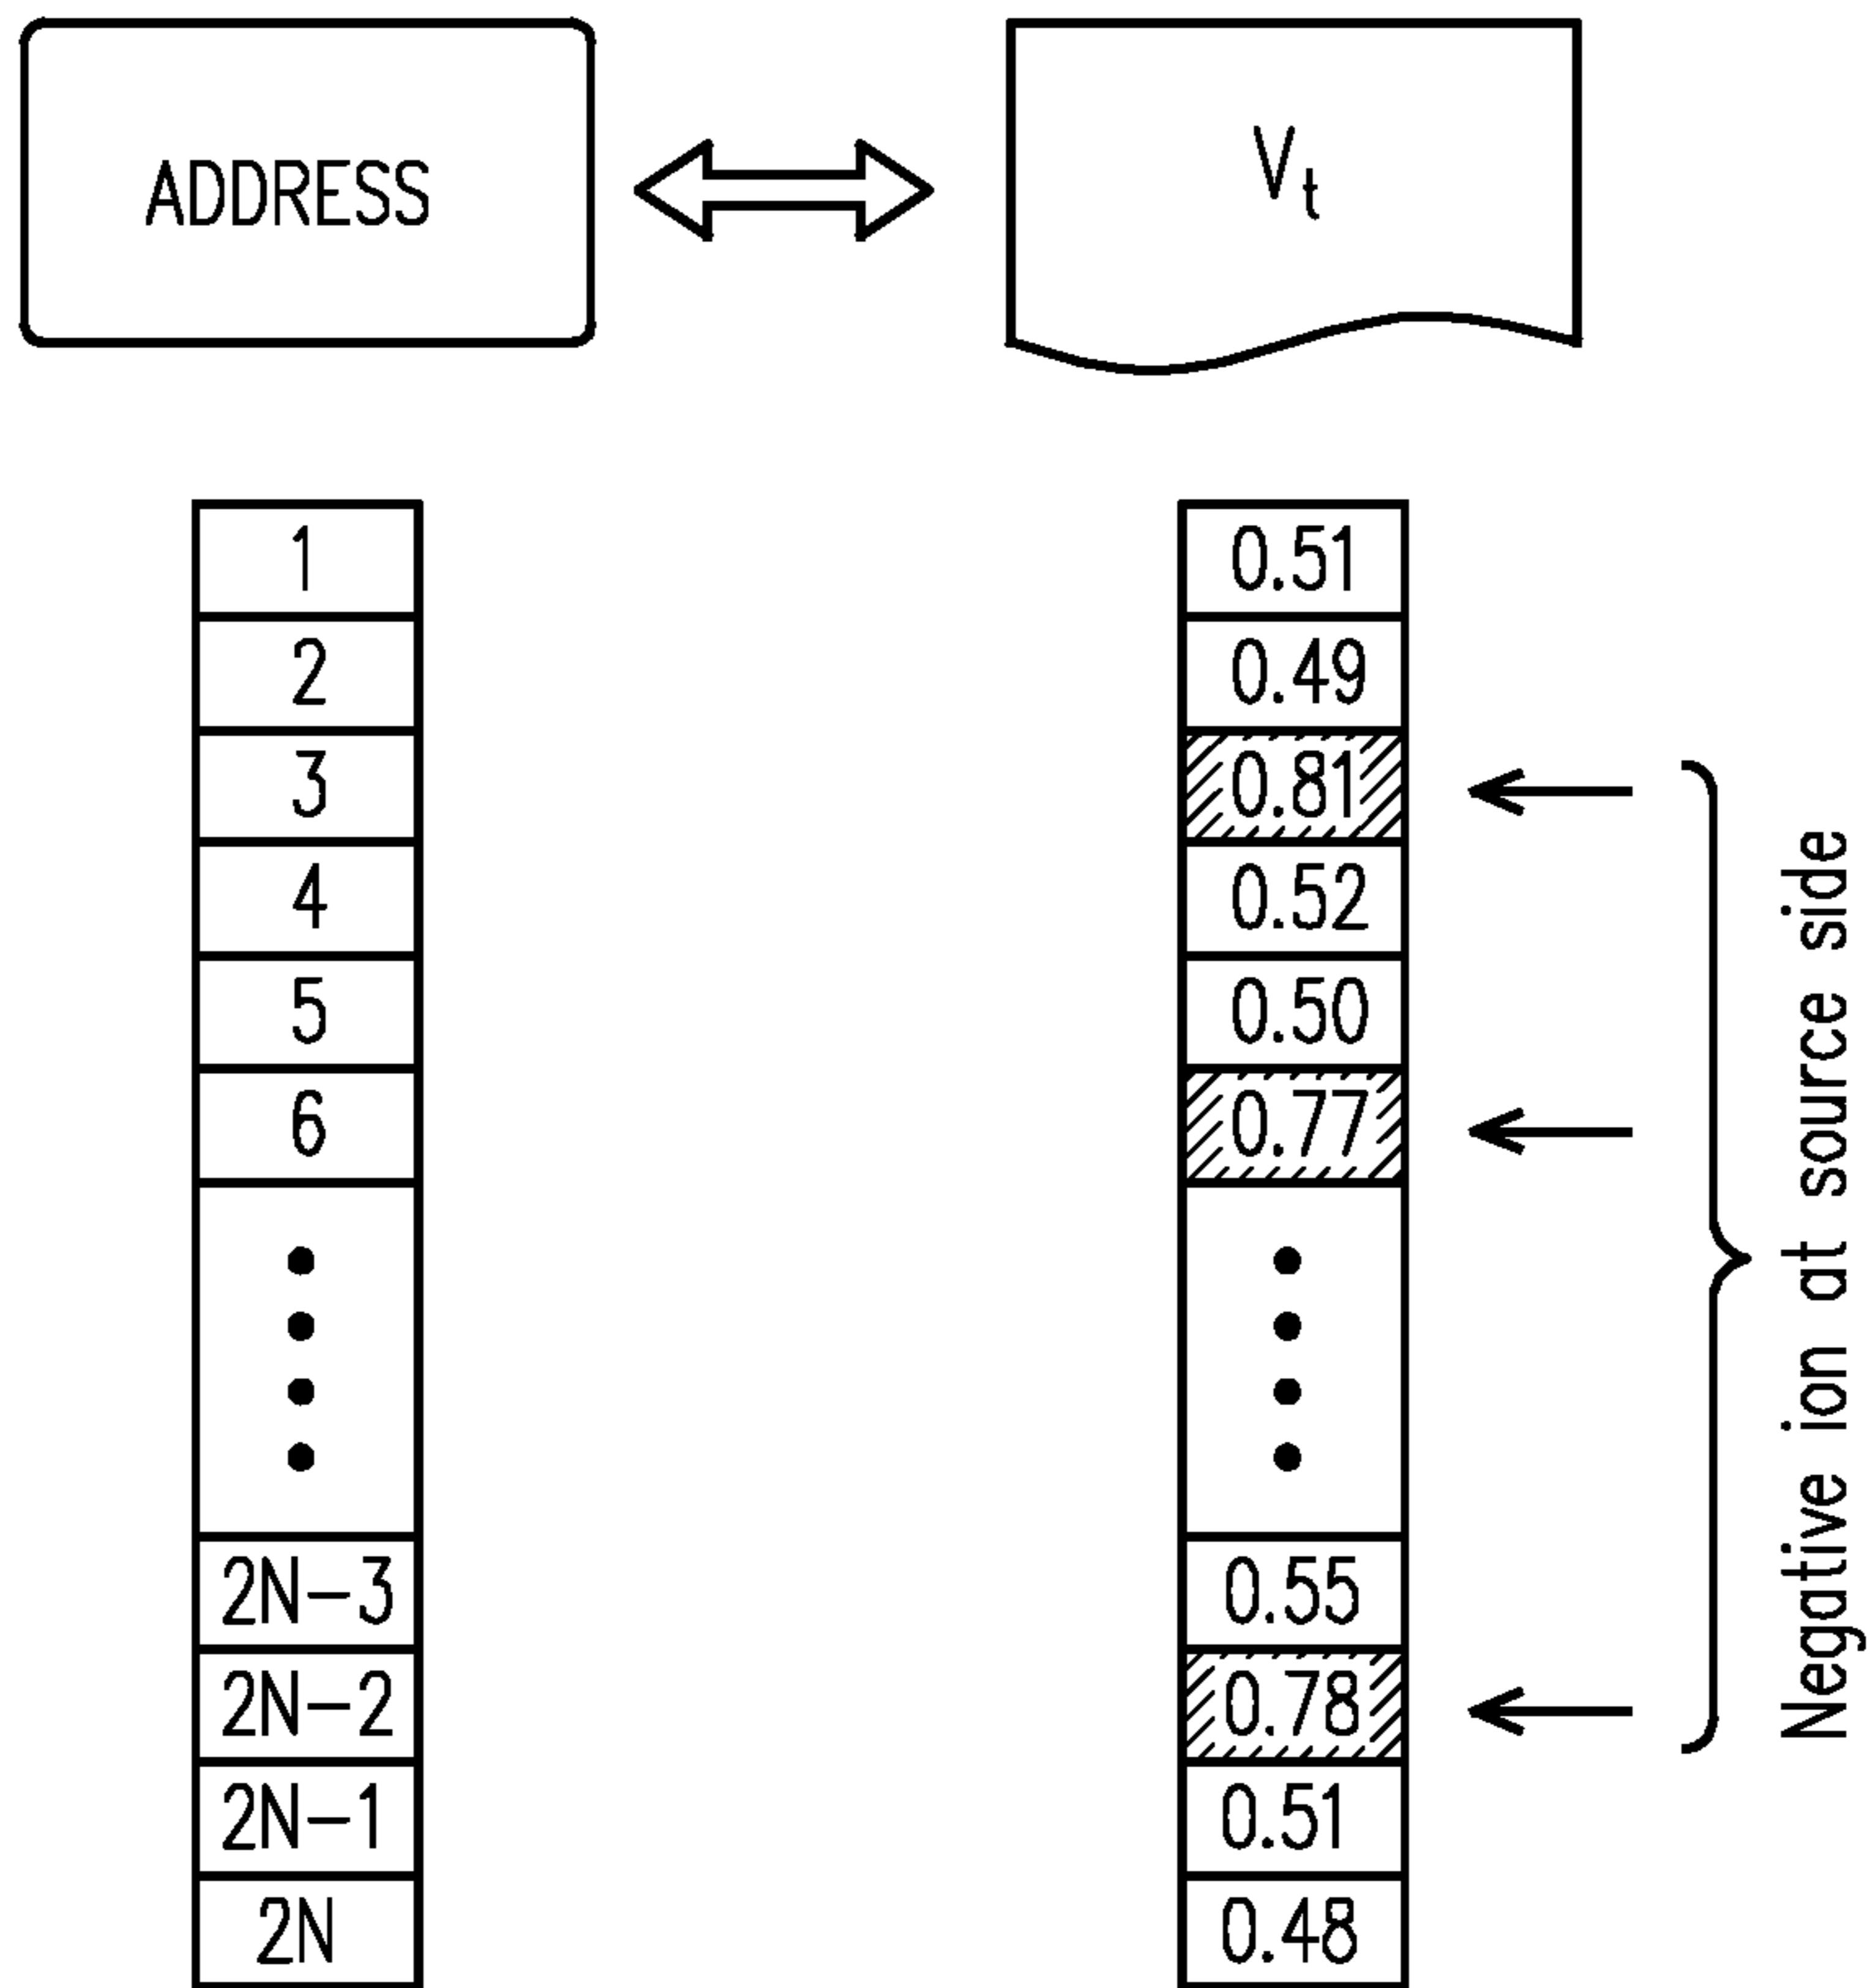 ADDRESS
Vt
1 0.51
2 0.49
3 0.81
4 0.52
5 0.50
6 0.77
2N-3 0.55
2N-2 0.78
2N-1 0.51
2N 0.48
Negative ion at source side